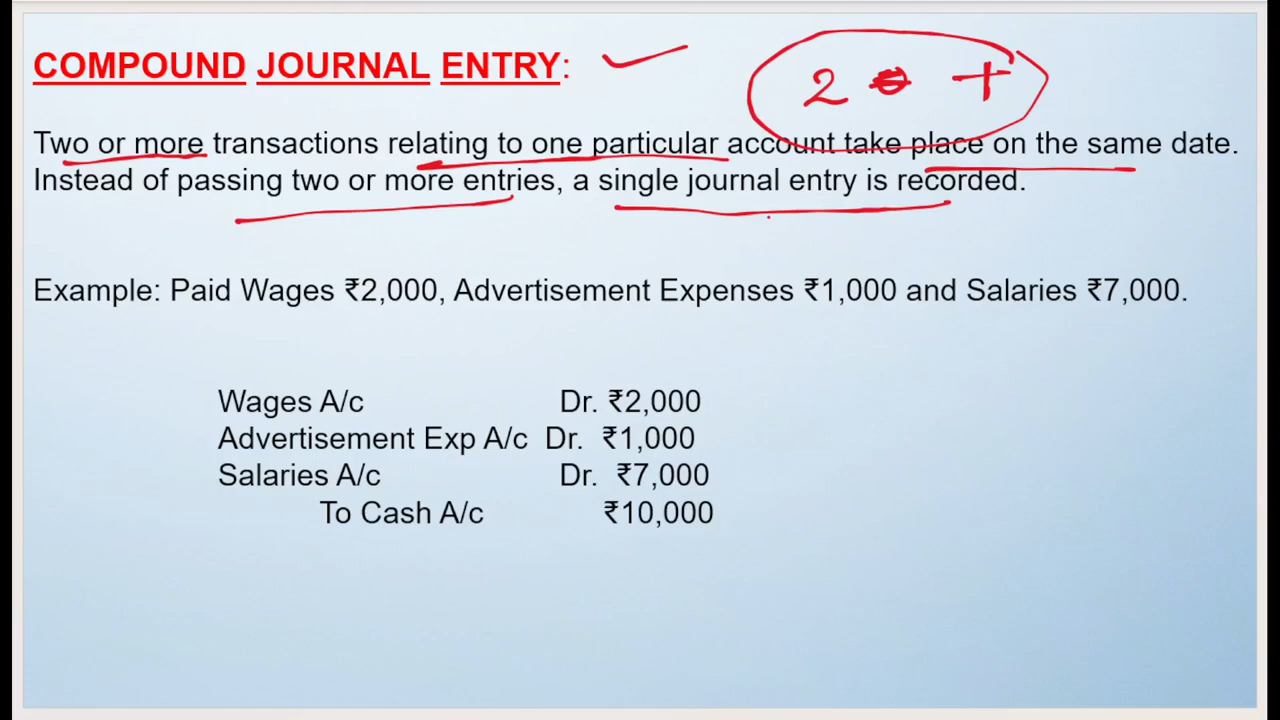 COMPOUND JOURNAL ENTRY:
2 +
Two or more transactions relating to one particular account take place on the same date.
Instead of passing two or more entries, a single journal entry is recorded.
Example: Paid Wages ₹2,000, Advertisement Expenses ₹1,000 and Salaries ₹7,000.
Wages A/c Dr. ₹2,000
Advertisement Exp A/c Dr. ₹1,000
Salaries A/c Dr. ₹7,000
To Cash A/c ₹10,000